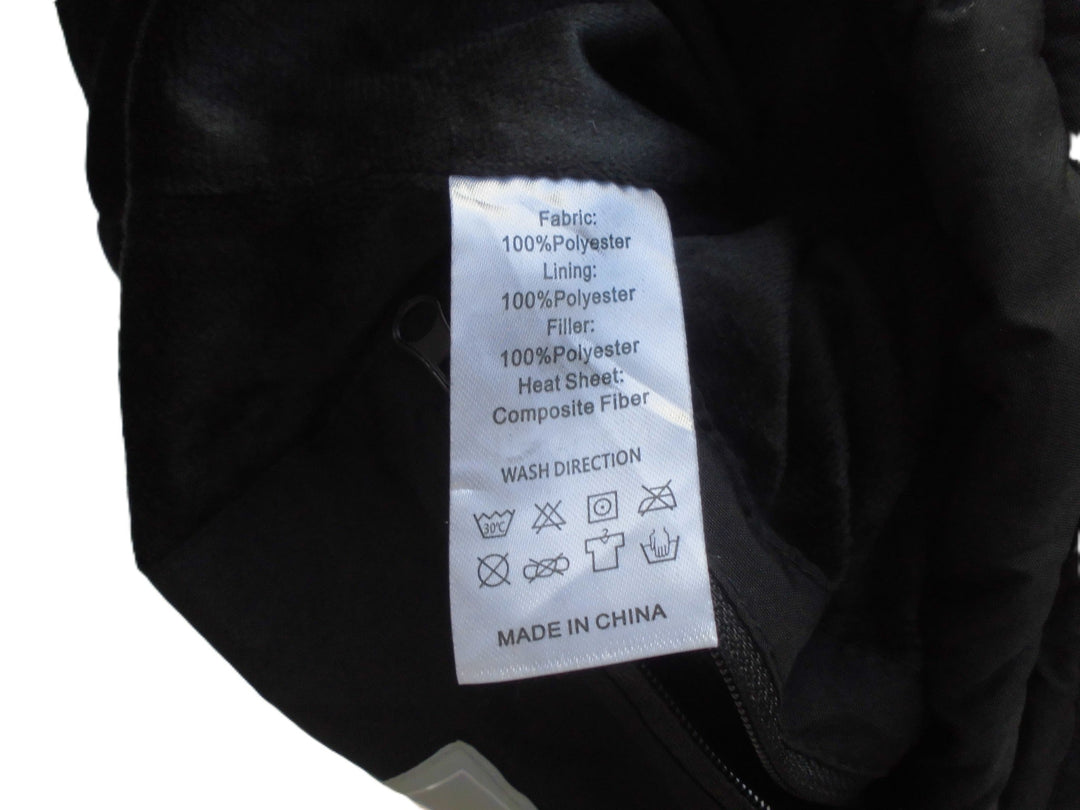 Fabric:
100%Polyester
Lining:
100%Polyester
Filler:
100%Polyester
Heat Sheet:
Composite Fiber
WASH DIRECTION
30℃
MADE IN CHINA